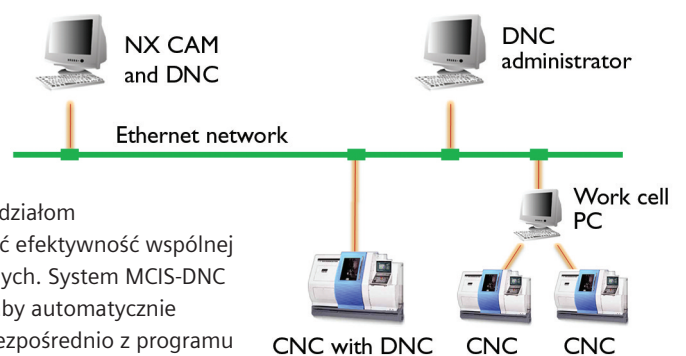 NX CAM
and DNC
DNC
administrator
Ethernet network
Work cell
PC
działom
ć efektywność wspólnej
nych. System MCIS-DNC
by automatycznie
ezpośrednio z programu
CNC with DNC
CNC
CNC